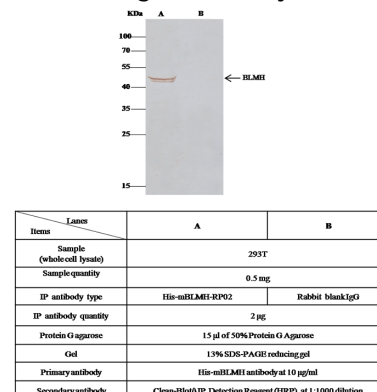 KDa A B
100
70
55
← BLMH
40
35
25
15
Lanes
Items
A B
Sample
(whole cell lysate)
293T
Sample quantity
0.5 mg
IP antibody type His-mBLMH-RP02 Rabbit blank IgG
IP antibody quantity 2 μg
Protein G agarose 15 μl of 50% Protein G Agarose
Gel 13% SDS-PAGE reducing gel
Primary antibody His-mBLMH antibody at 10 μg/ml
Secondary antibody Clean-Blot IP Detection Reagent (HRP) at 1:1000 dilution